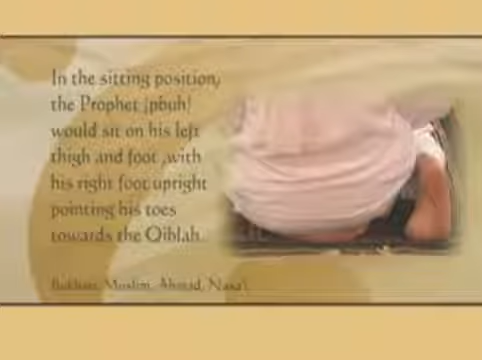 In the sitting position,
the Prophet (pbuh)
would sit on his left
thigh and foot ,with
his right foot upright
pointing his toes
towards the Qiblah.
Bukhari, Muslim, Ahmad, Nasa'i